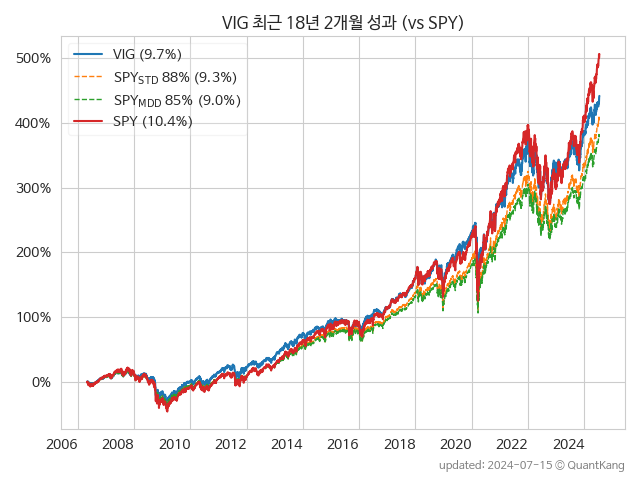 VIG 최근 18년 2개월 성과 (vs SPY)
VIG (9.7%)
SPY_STD 88% (9.3%)
SPY_MDD 85% (9.0%)
SPY (10.4%)
500%
400%
300%
200%
100%
0%
2006 2008 2010 2012 2014 2016 2018 2020 2022 2024
updated: 2024-07-15 © QuantKang